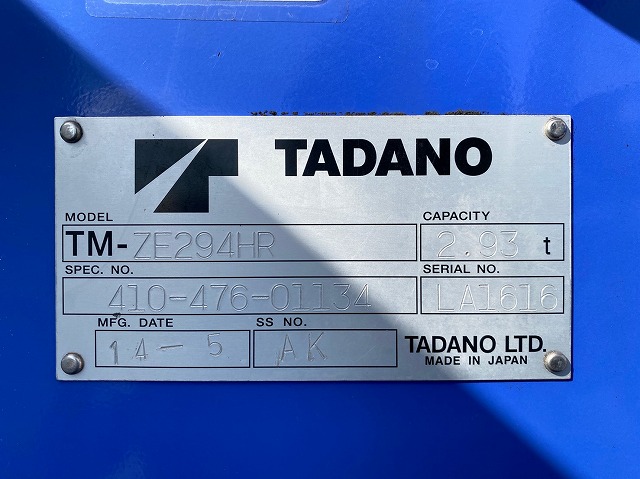 TADANO
MODEL
TM-ZE294HR
CAPACITY
2.93 t
SPEC. NO.
410-476-01134
SERIAL NO.
LA1616
MFG. DATE
14-5
SS NO.
AK
TADANO LTD.
MADE IN JAPAN